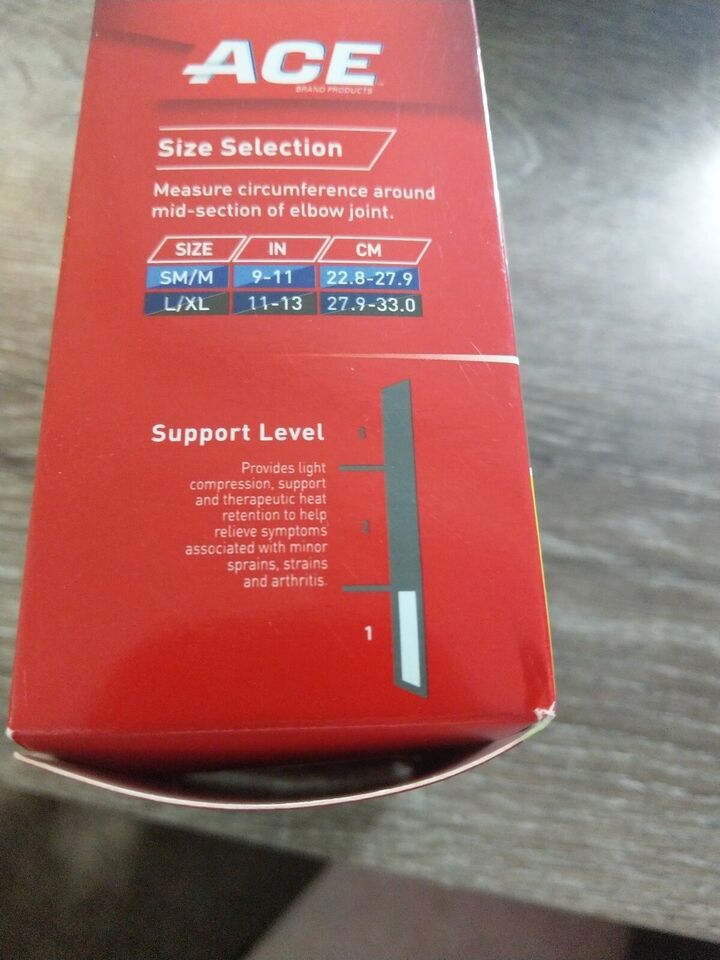 ACE
BRAND PRODUCTS
Size Selection
Measure circumference around
mid-section of elbow joint.
SIZE IN CM
SM/M 9-11 22.8-27.9
L/XL 11-13 27.9-33.0
Support Level
3
Provides light
compression, support
and therapeutic heat
retention to help
relieve symptoms
associated with minor
sprains, strains
and arthritis.
2
1